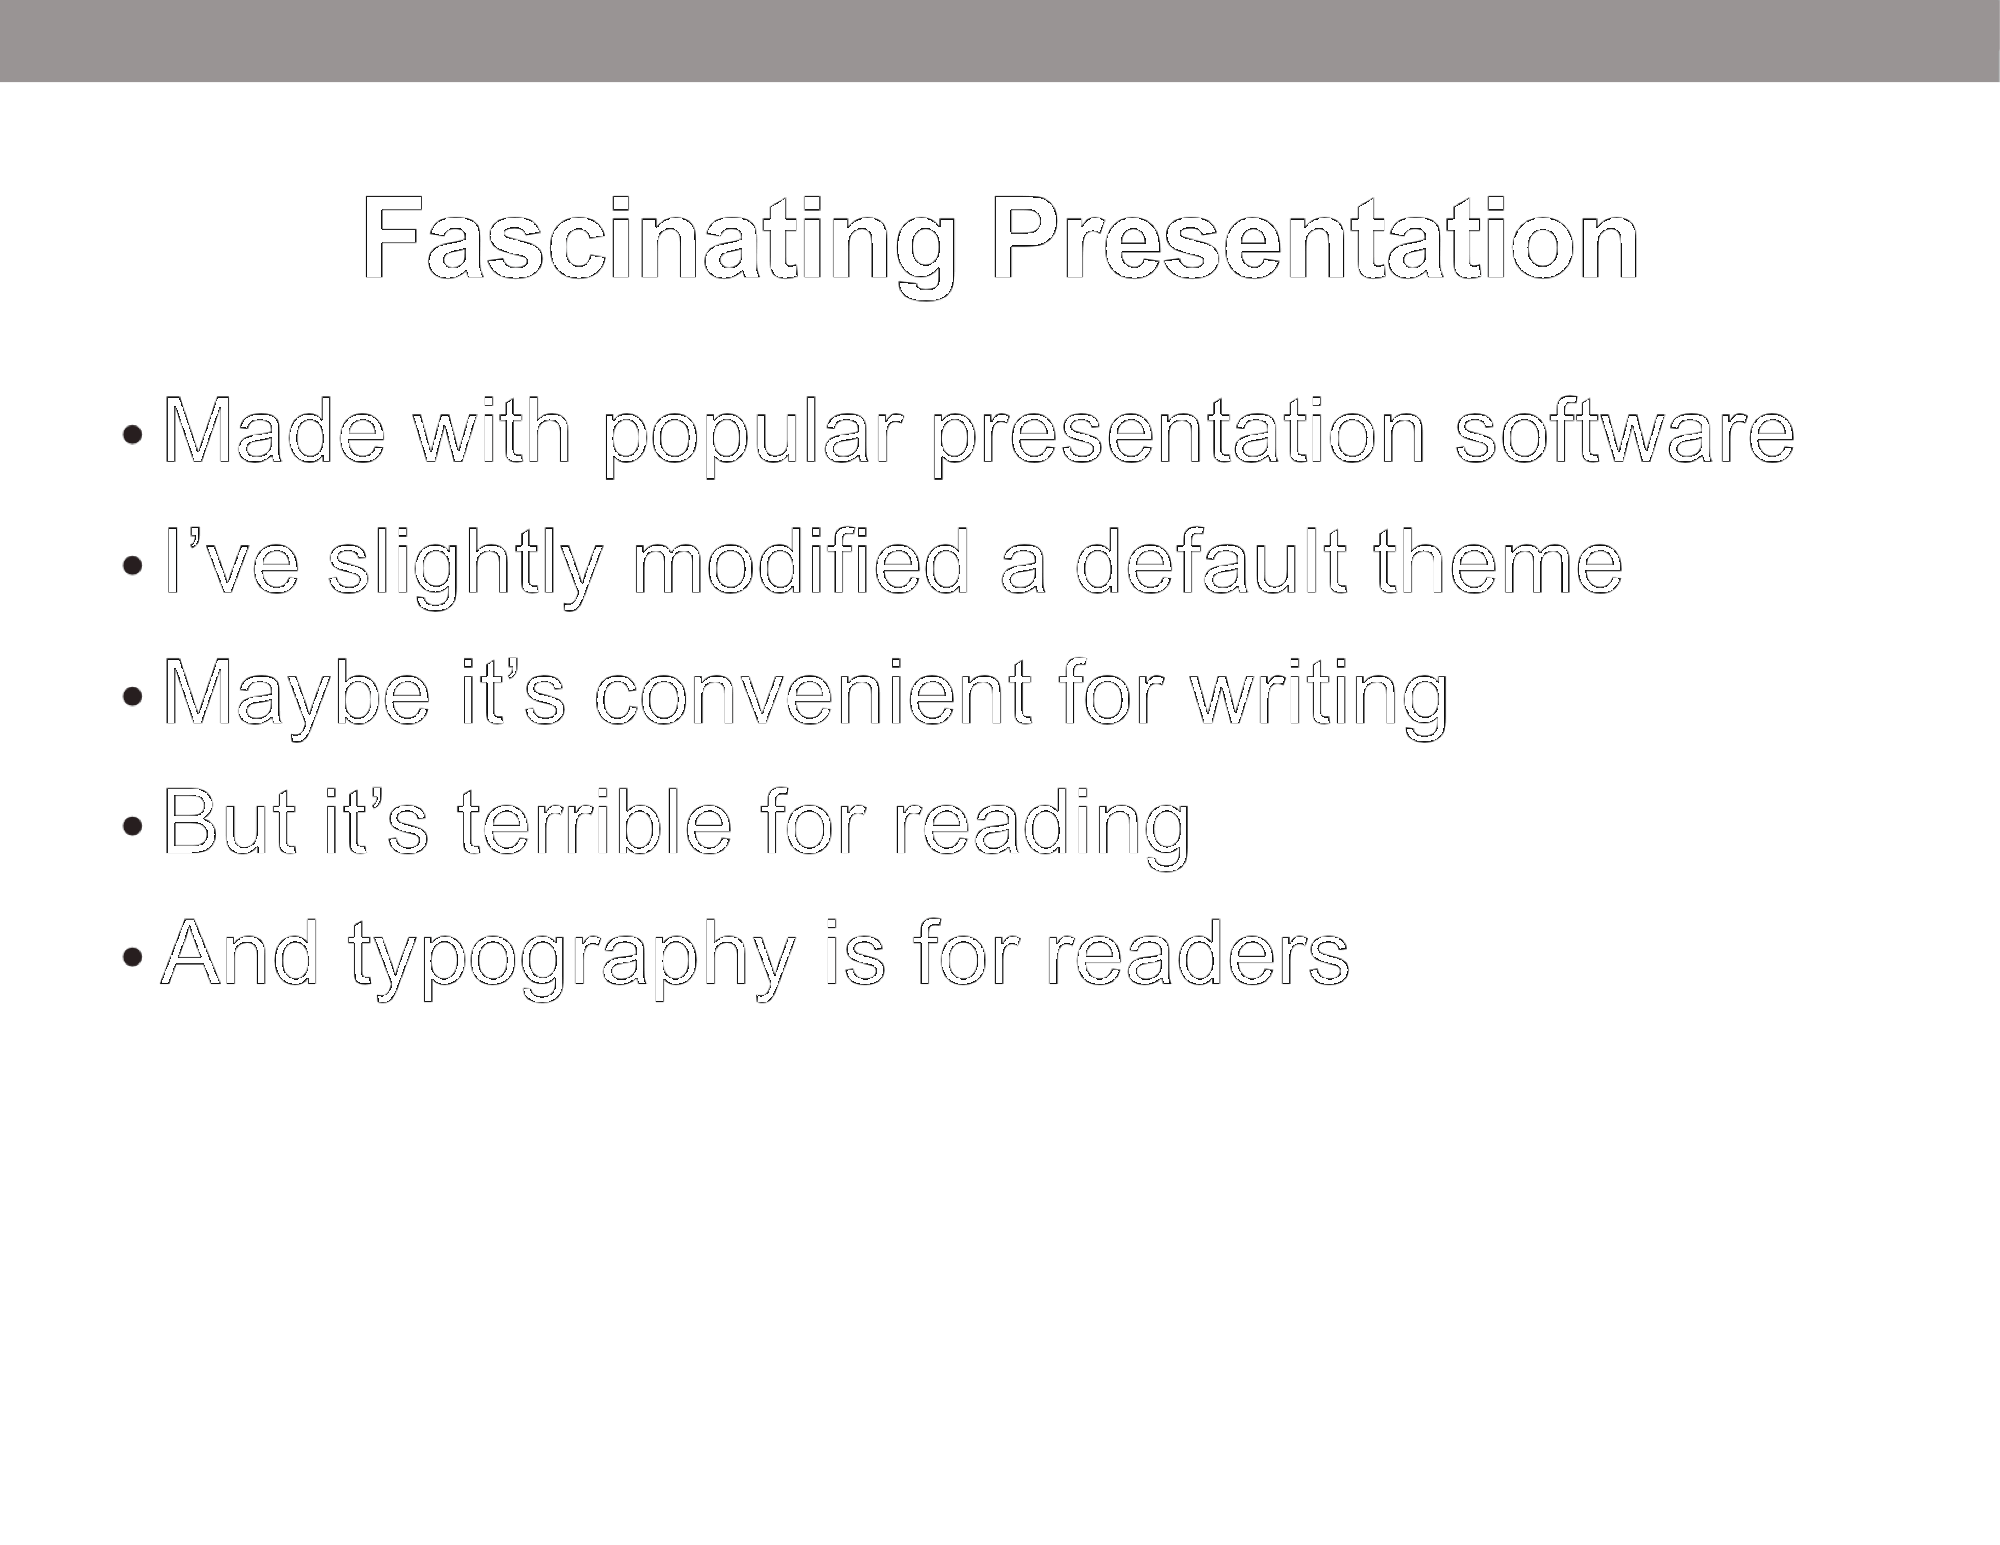 Fascinating Presentation
• Made with popular presentation software
• I’ve slightly modified a default theme
• Maybe it’s convenient for writing
• But it’s terrible for reading
• And typography is for readers